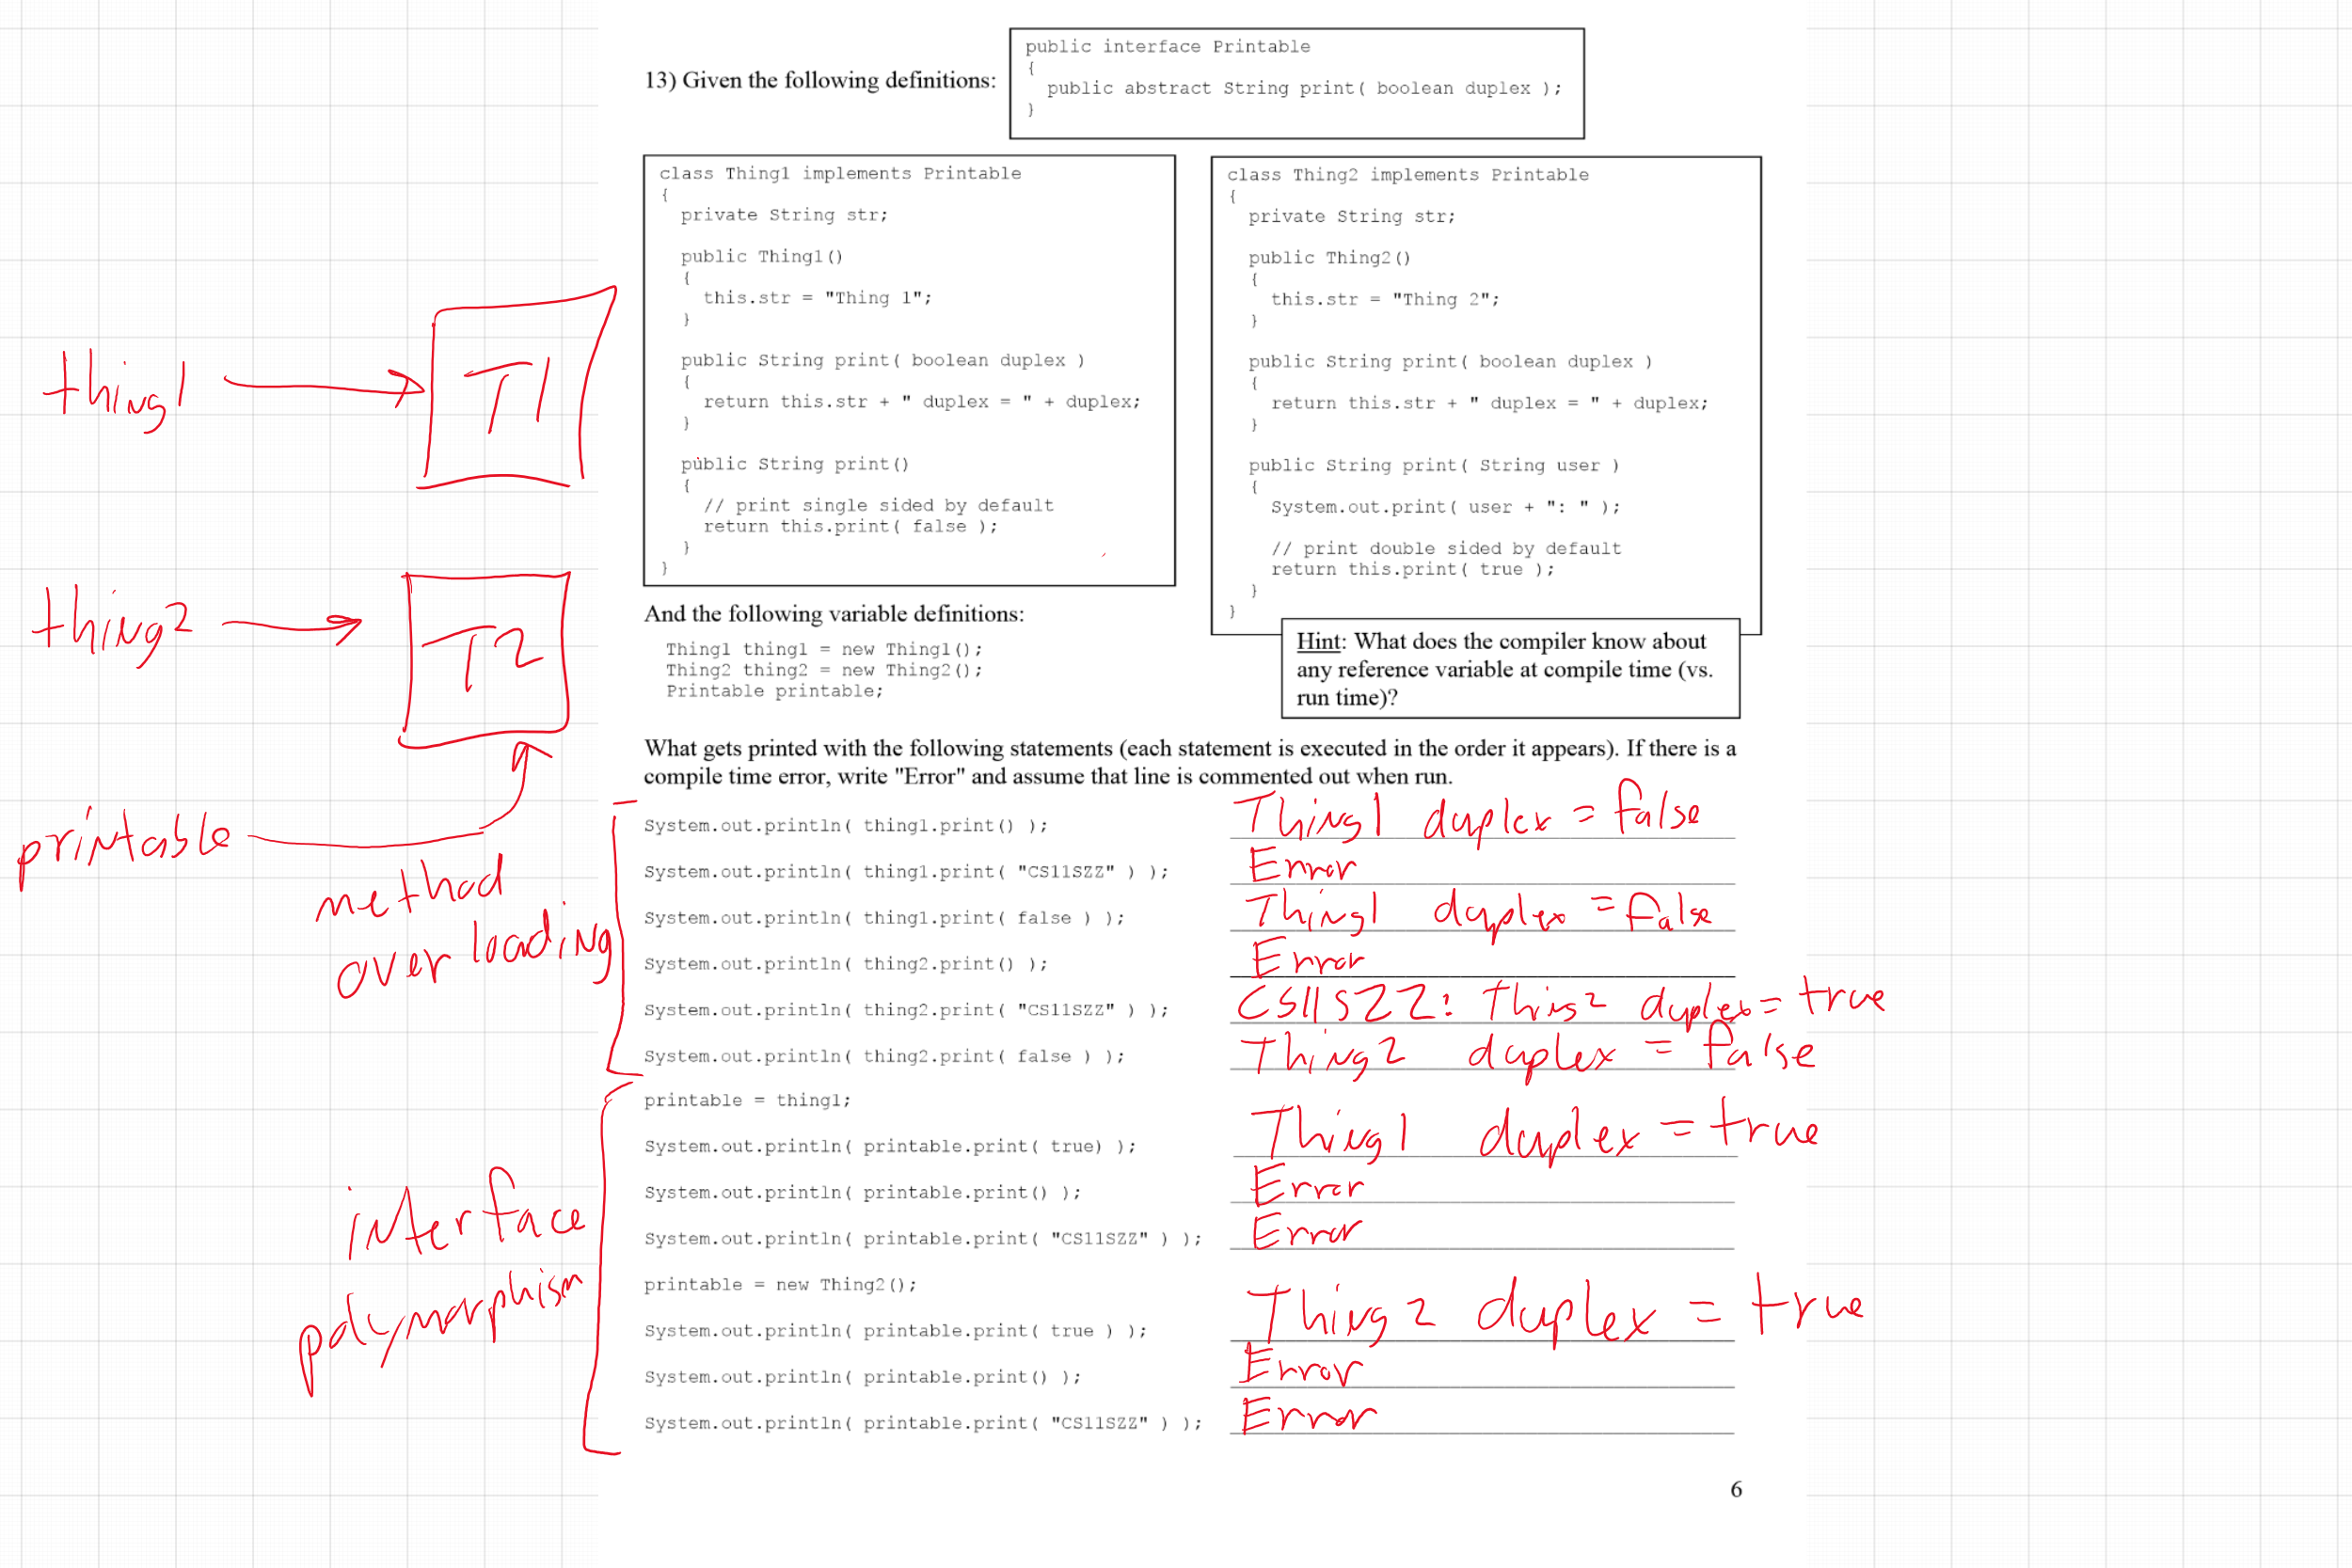 13) Given the following definitions:
public interface Printable
{
public abstract String print( boolean duplex );
}
class Thing1 implements Printable
{
private String str;
public Thing1()
{
this.str = "Thing 1";
}
public String print( boolean duplex )
{
return this.str + " duplex = " + duplex;
}
public String print()
{
// print single sided by default
return this.print( false );
}
}
class Thing2 implements Printable
{
private String str;
public Thing2()
{
this.str = "Thing 2";
}
public String print( boolean duplex )
{
return this.str + " duplex = " + duplex;
}
public String print( String user )
{
System.out.print( user + ": " );
// print double sided by default
return this.print( true );
}
}
thing1 T1
thing2 T2
printable
And the following variable definitions:
Thing1 thing1 = new Thing1();
Thing2 thing2 = new Thing2();
Printable printable;
Hint: What does the compiler know about
any reference variable at compile time (vs.
run time)?
What gets printed with the following statements (each statement is executed in the order it appears). If there is a
compile time error, write "Error" and assume that line is commented out when run.
method
overloading
System.out.println( thing1.print() ); Thing1 duplex = false
System.out.println( thing1.print( "CS11SZZ" ) ); Error
System.out.println( thing1.print( false ) ); Thing1 duplex = false
System.out.println( thing2.print() ); Error
System.out.println( thing2.print( "CS11SZZ" ) ); CS11SZZ: This2 duplex = true
System.out.println( thing2.print( false ) ); Thing2 duplex = false
interface
polymorphism
printable = thing1;
System.out.println( printable.print( true) ); Thing1 duplex = true
System.out.println( printable.print() ); Error
System.out.println( printable.print( "CS11SZZ" ) ); Error
printable = new Thing2();
System.out.println( printable.print( true ) ); Thing2 duplex = true
System.out.println( printable.print() ); Error
System.out.println( printable.print( "CS11SZZ" ) ); Error
6